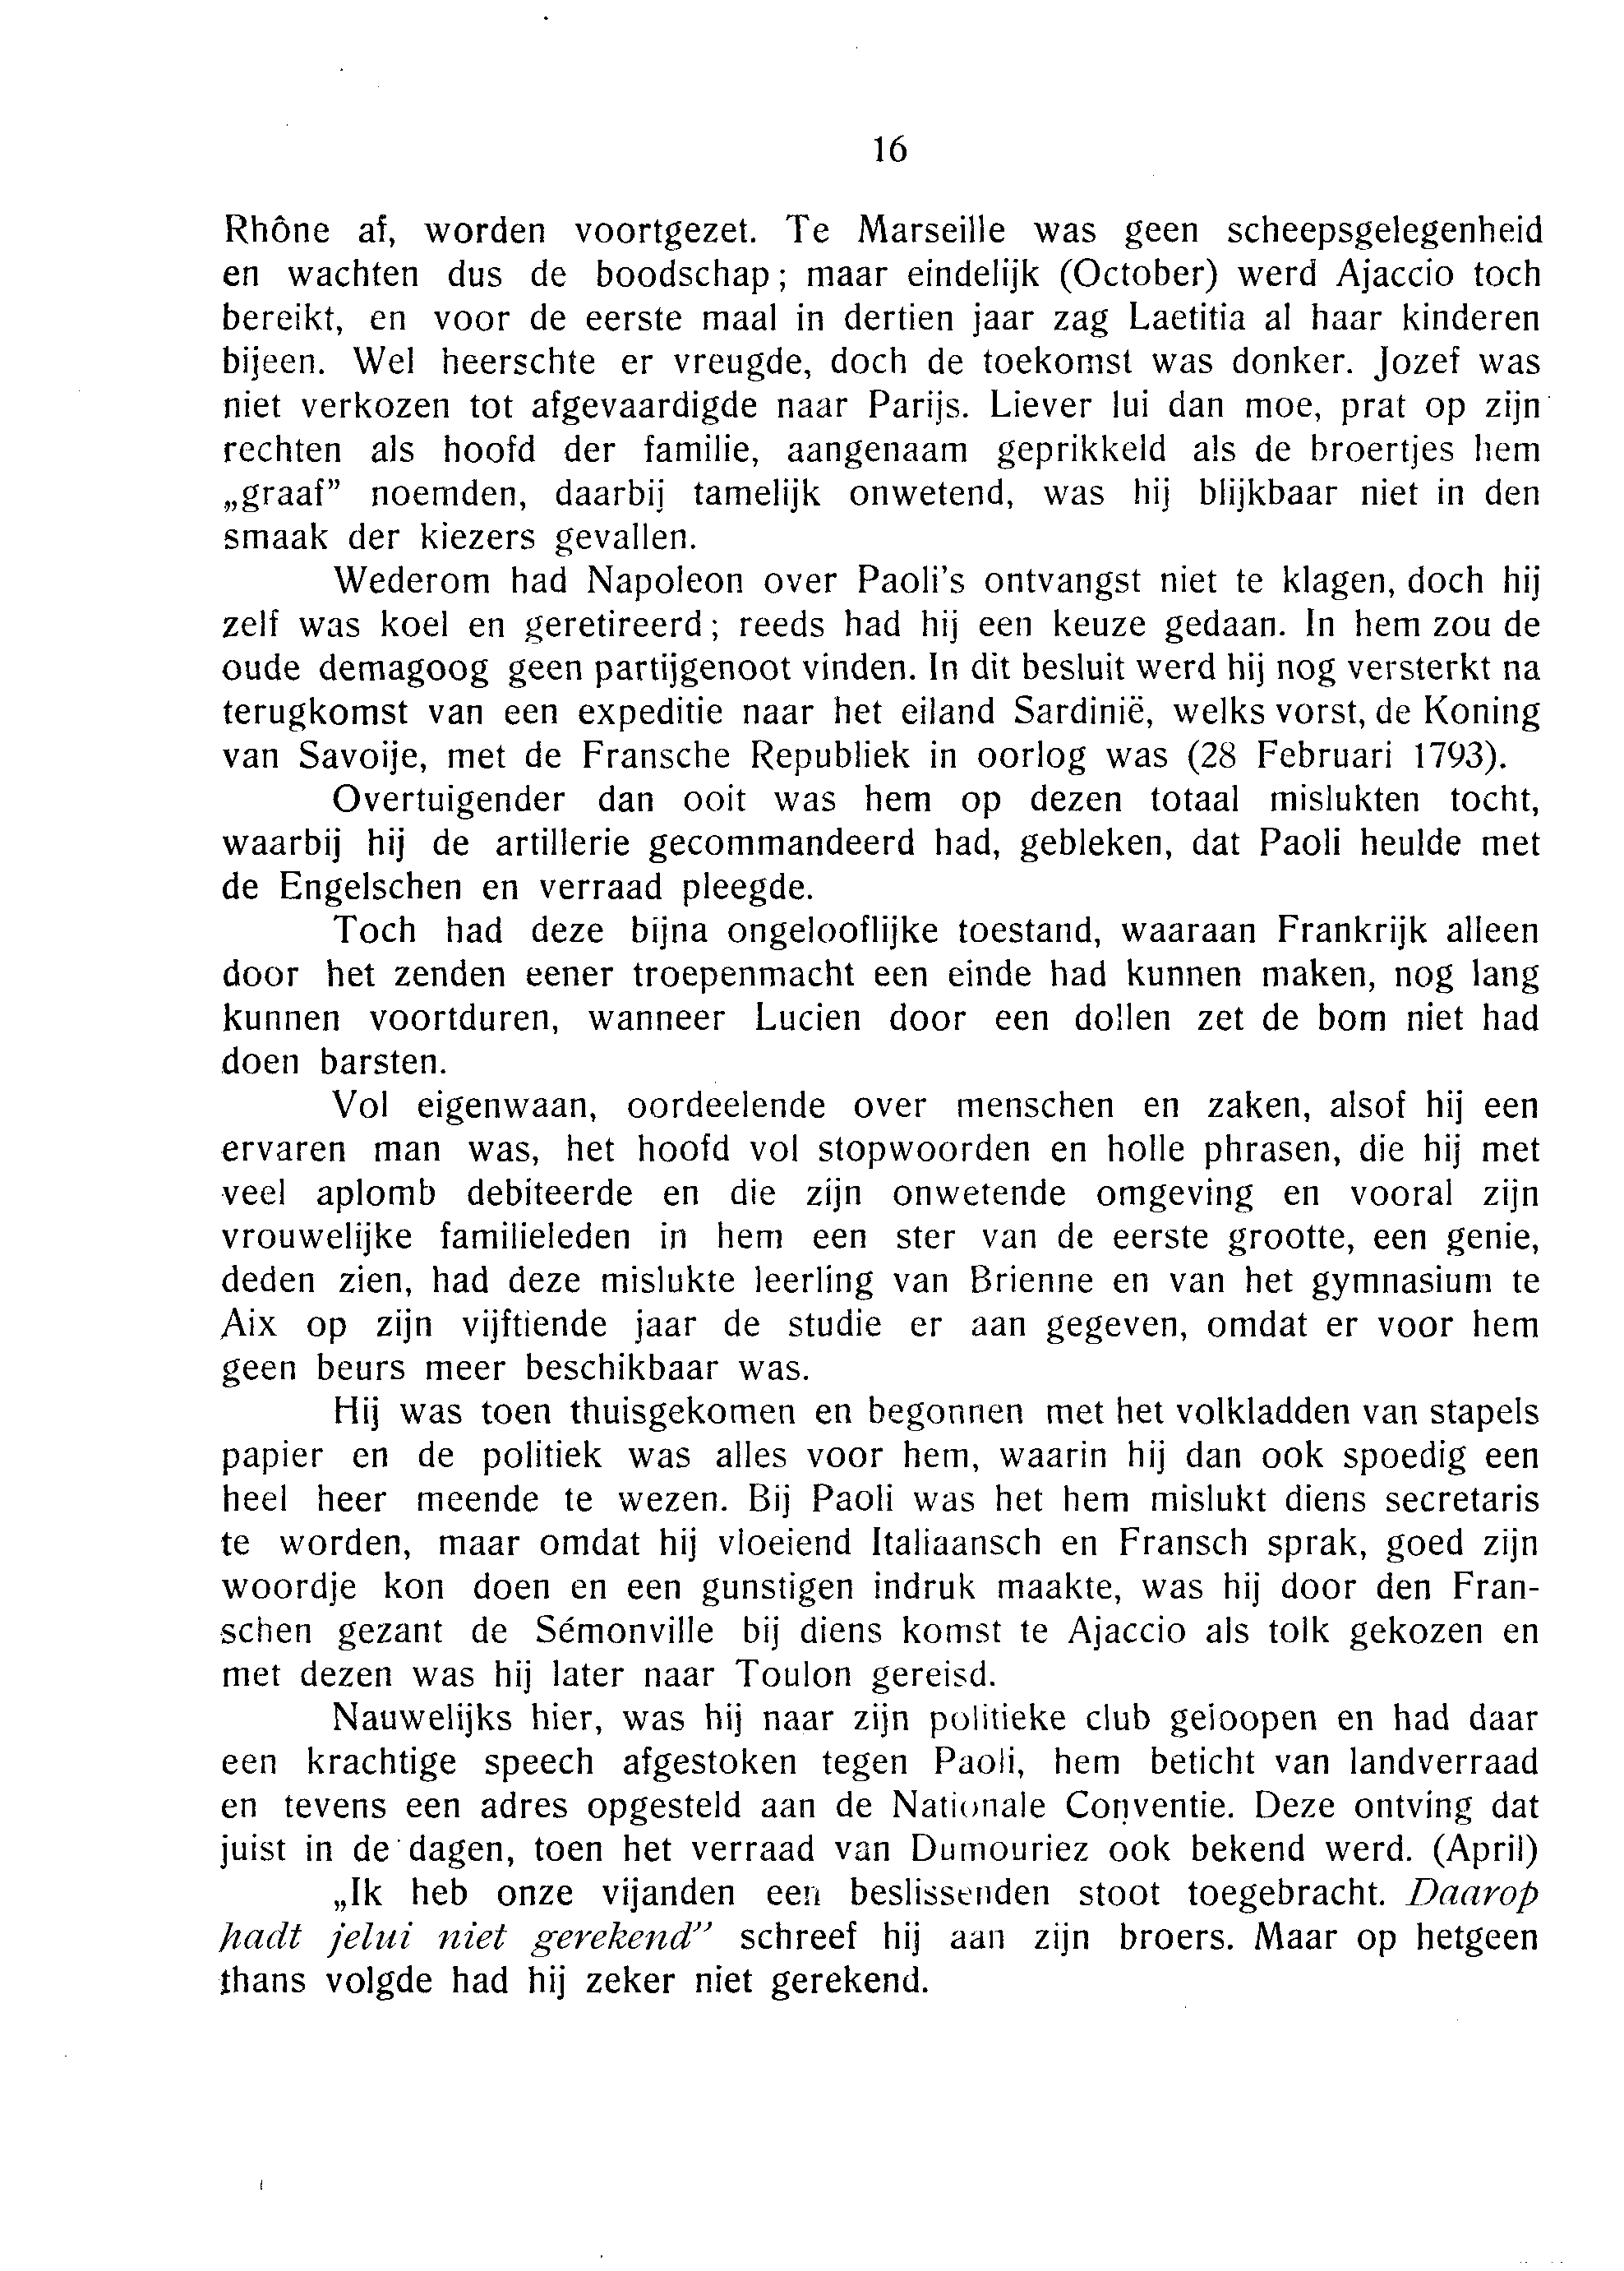 16
Rhône af, worden voortgezet. Te Marseille was geen scheepsgelegenheid
en wachten dus de boodschap; maar eindelijk (October) werd Ajaccio toch
bereikt, en voor de eerste maal in dertien jaar zag Laetitia al haar kinderen
bijeen. Wel heerschte er vreugde, doch de toekomst was donker. Jozef was
niet verkozen tot afgevaardigde naar Parijs. Liever lui dan moe, prat op zijn
rechten als hoofd der familie, aangenaam geprikkeld als de broertjes hem
„graaf” noemden, daarbij tamelijk onwetend, was hij blijkbaar niet in den
smaak der kiezers gevallen.
Wederom had Napoleon over Paoli's ontvangst niet te klagen, doch hij
zelf was koel en geretireerd; reeds had hij een keuze gedaan. In hem zou de
oude demagoog geen partijgenoot vinden. In dit besluit werd hij nog versterkt na
terugkomst van een expeditie naar het eiland Sardinië, welks vorst, de Koning
van Savoije, met de Fransche Republiek in oorlog was (28 Februari 1793).
Overtuigender dan ooit was hem op dezen totaal mislukten tocht,
waarbij hij de artillerie gecommandeerd had, gebleken, dat Paoli heulde met
de Engelschen en verraad pleegde.
Toch had deze bijna ongelooflijke toestand, waaraan Frankrijk alleen
door het zenden eener troepenmacht een einde had kunnen maken, nog lang
kunnen voortduren, wanneer Lucien door een dollen zet de bom niet had
doen barsten.
Vol eigenwaan, oordeelende over menschen en zaken, alsof hij een
ervaren man was, het hoofd vol stopwoorden en holle phrasen, die hij met
veel aplomb debiteerde en die zijn onwetende omgeving en vooral zijn
vrouwelijke familieleden in hem een ster van de eerste grootte, een genie,
deden zien, had deze mislukte leerling van Brienne en van het gymnasium te
Aix op zijn vijftiende jaar de studie er aan gegeven, omdat er voor hem
geen beurs meer beschikbaar was.
Hij was toen thuisgekomen en begonnen met het volkladden van stapels
papier en de politiek was alles voor hem, waarin hij dan ook spoedig een
heel heer meende te wezen. Bij Paoli was het hem mislukt diens secretaris
te worden, maar omdat hij vloeiend Italiaansch en Fransch sprak, goed zijn
woordje kon doen en een gunstigen indruk maakte, was hij door den Fran-
schen gezant de Sémonville bij diens komst te Ajaccio als tolk gekozen en
met dezen was hij later naar Toulon gereisd.
Nauwelijks hier, was hij naar zijn politieke club geloopen en had daar
een krachtige speech afgestoken tegen Paoli, hem beticht van landverraad
en tevens een adres opgesteld aan de Nationale Conventie. Deze ontving dat
juist in de dagen, toen het verraad van Dumouriez ook bekend werd. (April)
„Ik heb onze vijanden een beslissenden stoot toegebracht. Daarop
hadt jelui niet gerekend” schreef hij aan zijn broers. Maar op hetgeen
thans volgde had hij zeker niet gerekend.